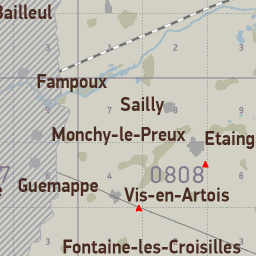 Bailleul
Fampoux
Sailly
Monchy-le-Preux
Etaing
0808
Guemappe
Vis-en-Artois
Fontaine-les-Croisilles